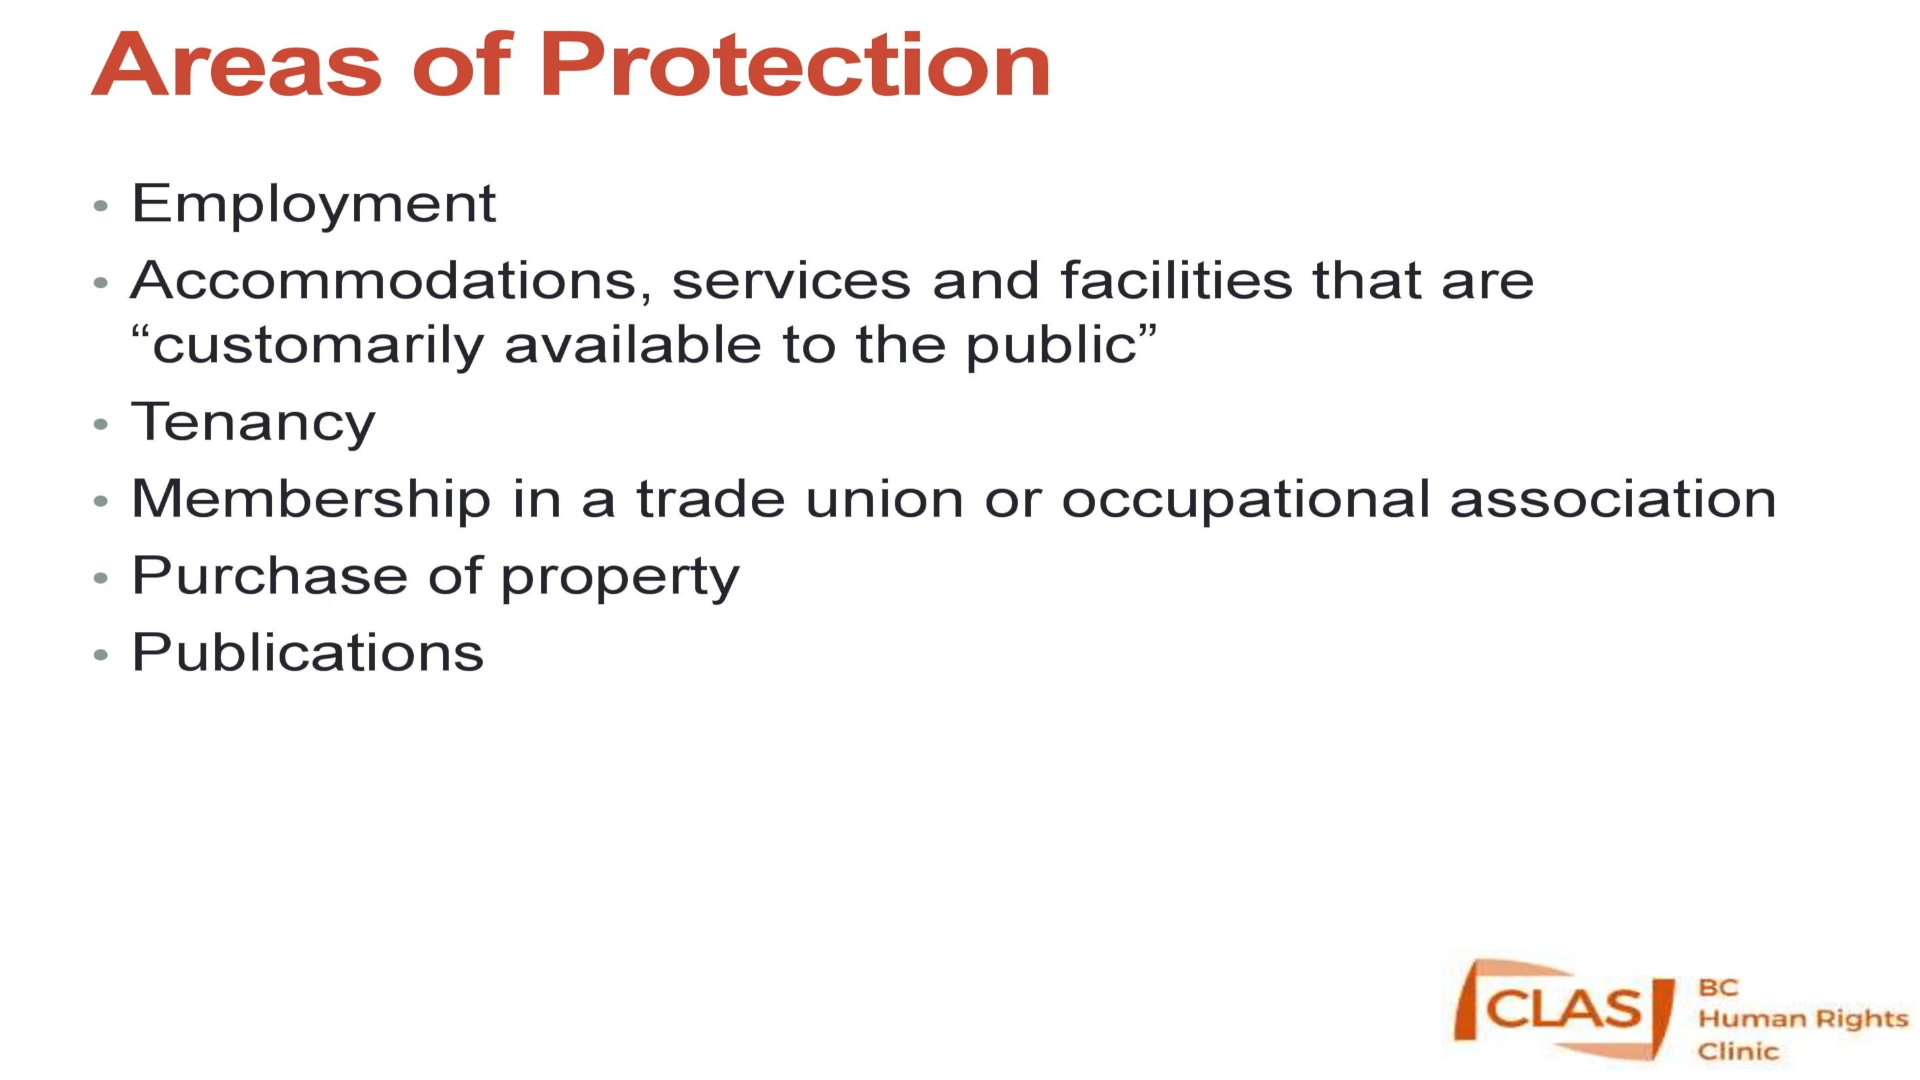 Areas of Protection
• Employment
• Accommodations, services and facilities that are
“customarily available to the public”
• Tenancy
• Membership in a trade union or occupational association
• Purchase of property
• Publications
CLAS
BC
Human Rights
Clinic